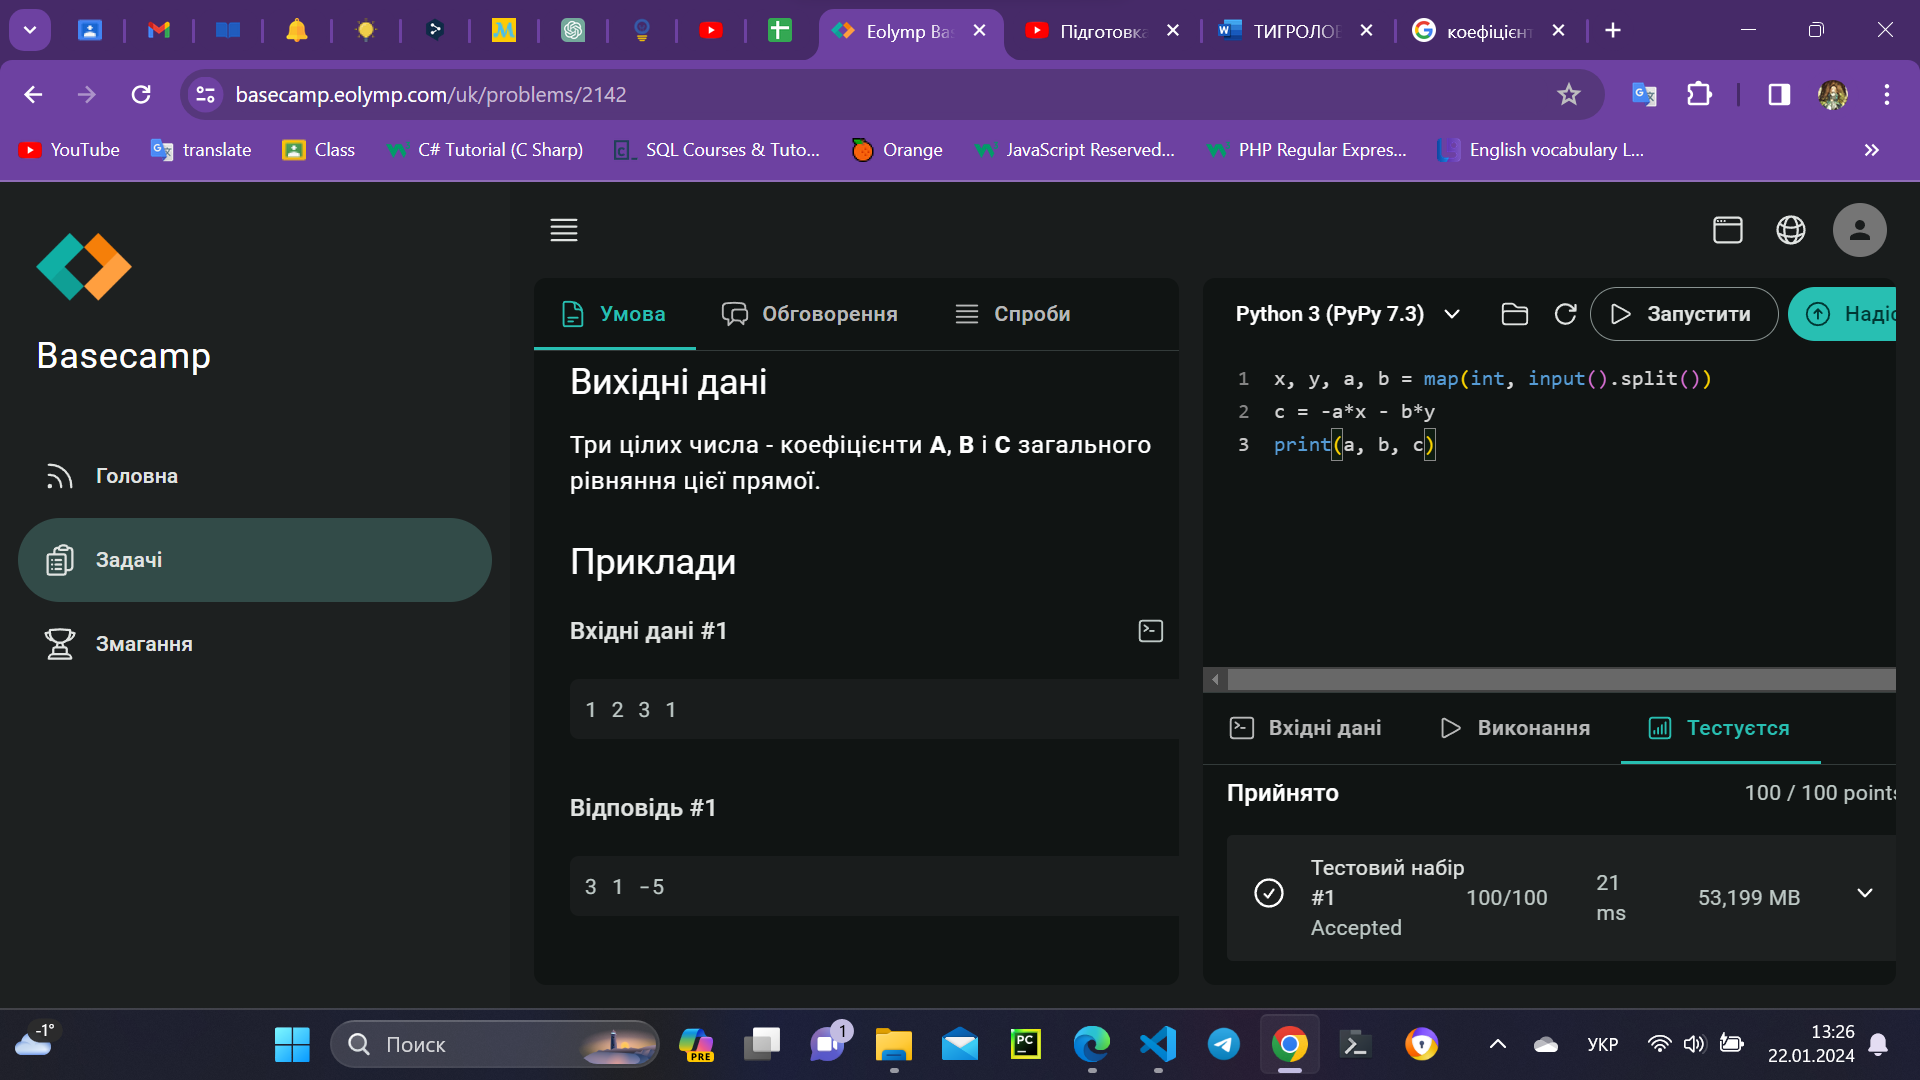 Eolymp Ba
Підготовка
ТИГРОЛОЕ
коефіцієнт
basecamp.eolymp.com/uk/problems/2142
YouTube
translate
Class
C# Tutorial (C Sharp)
SQL Courses & Tuto...
Orange
JavaScript Reserved...
PHP Regular Expres...
English vocabulary L...
»
Basecamp
Головна
Задачі
Змагання
Умова
Обговорення
Спроби
Вихідні дані
Три цілих числа - коефіцієнти A, B і C загального
рівняння цієї прямої.
Приклади
Вхідні дані #1
1 2 3 1
Відповідь #1
3 1 -5
Python 3 (PyPy 7.3)
Запустити
Надіс
1 x, y, a, b = map(int, input().split())
2 c = -a*x - b*y
3 print(a, b, c)
Вхідні дані
Виконання
Тестуєтся
Прийнято
100 / 100 points
Тестовий набір
#1
Accepted
100/100
21
ms
53,199 MB
-1°
Поиск
PRE
1
PC
УКР
13:26
22.01.2024